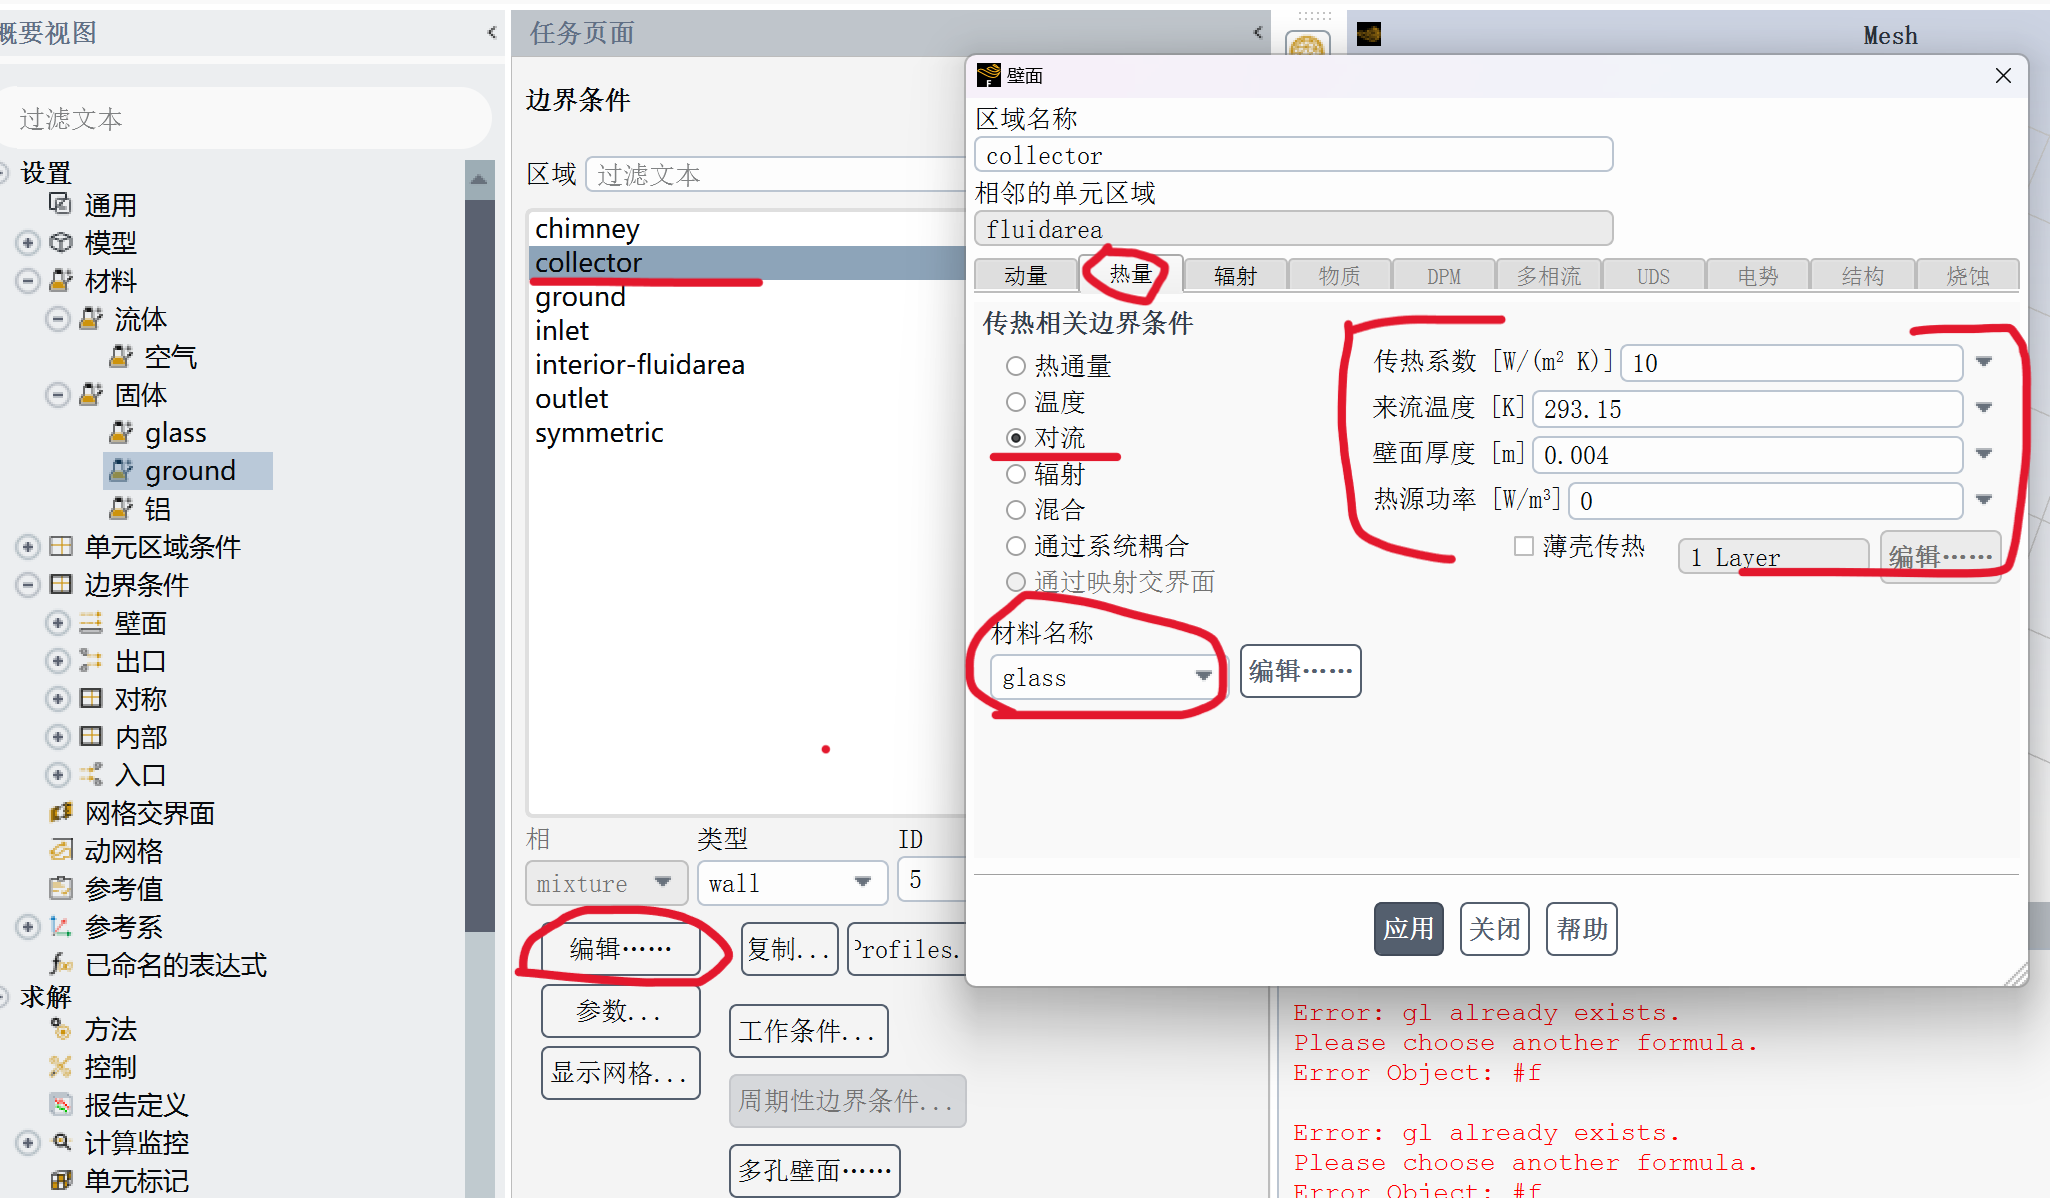 概要视图
过滤文本
设置
通用
模型
材料
流体
空气
固体
glass
ground
铝
单元区域条件
边界条件
壁面
出口
对称
内部
入口
网格交界面
动网格
参考值
参考系
已命名的表达式
求解
方法
控制
报告定义
计算监控
单元标记
任务页面
边界条件
区域 过滤文本
chimney
collector
ground
inlet
interior-fluidarea
outlet
symmetric
相 类型 ID
mixture wall 5
编辑…… 复制... Profiles.
参数...
工作条件...
显示网格...
周期性边界条件...
多孔壁面……
Mesh
壁面
区域名称
collector
相邻的单元区域
fluidarea
动量 热量 辐射 物质 DPM 多相流 UDS 电势 结构 烧蚀
传热相关边界条件
热通量
温度
对流
辐射
混合
通过系统耦合
通过映射交界面
传热系数 [W/(m² K)] 10
来流温度 [K] 293.15
壁面厚度 [m] 0.004
热源功率 [W/m³] 0
薄壳传热 1 Layer 编辑……
材料名称
glass 编辑……
应用 关闭 帮助
Error: gl already exists.
Please choose another formula.
Error Object: #f
Error: gl already exists.
Please choose another formula.
Error Object: #f